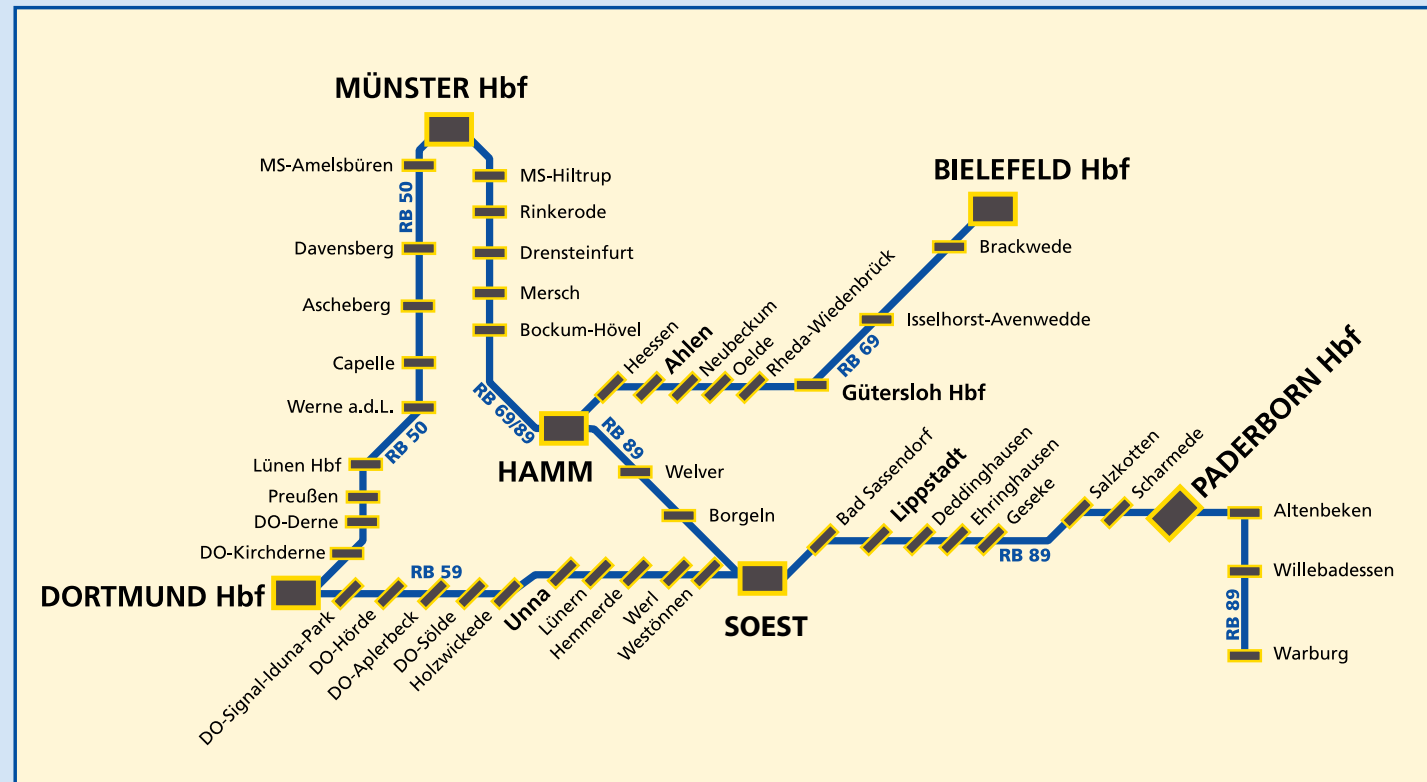 MÜNSTER Hbf
MS-Amelsbüren
RB 50
Davensberg
Ascheberg
Capelle
Werne a.d.L.
RB 50
Lünen Hbf
Preußen
DO-Derne
DO-Kirchderne
DORTMUND Hbf
MS-Hiltrup
Rinkerode
Drensteinfurt
Mersch
Bockum-Hövel
RB 69/89
HAMM
Heessen
Ahlen
Neubeckum
Oelde
Rheda-Wiedenbrück
Gütersloh Hbf
RB 69
Isselhorst-Avenwedde
Brackwede
BIELEFELD Hbf
RB 89
Welver
Borgeln
SOEST
RB 59
DO-Signal-Iduna-Park
DO-Hörde
DO-Aplerbeck
DO-Sölde
Holzwickede
Unna
Lünern
Hemmerde
Werl
Westönnen
Bad Sassendorf
Lippstadt
Deddinghausen
Ehringhausen
Geseke
RB 89
Salzkotten
Scharmede
PADERBORN Hbf
Altenbeken
Willebadessen
RB 89
Warburg